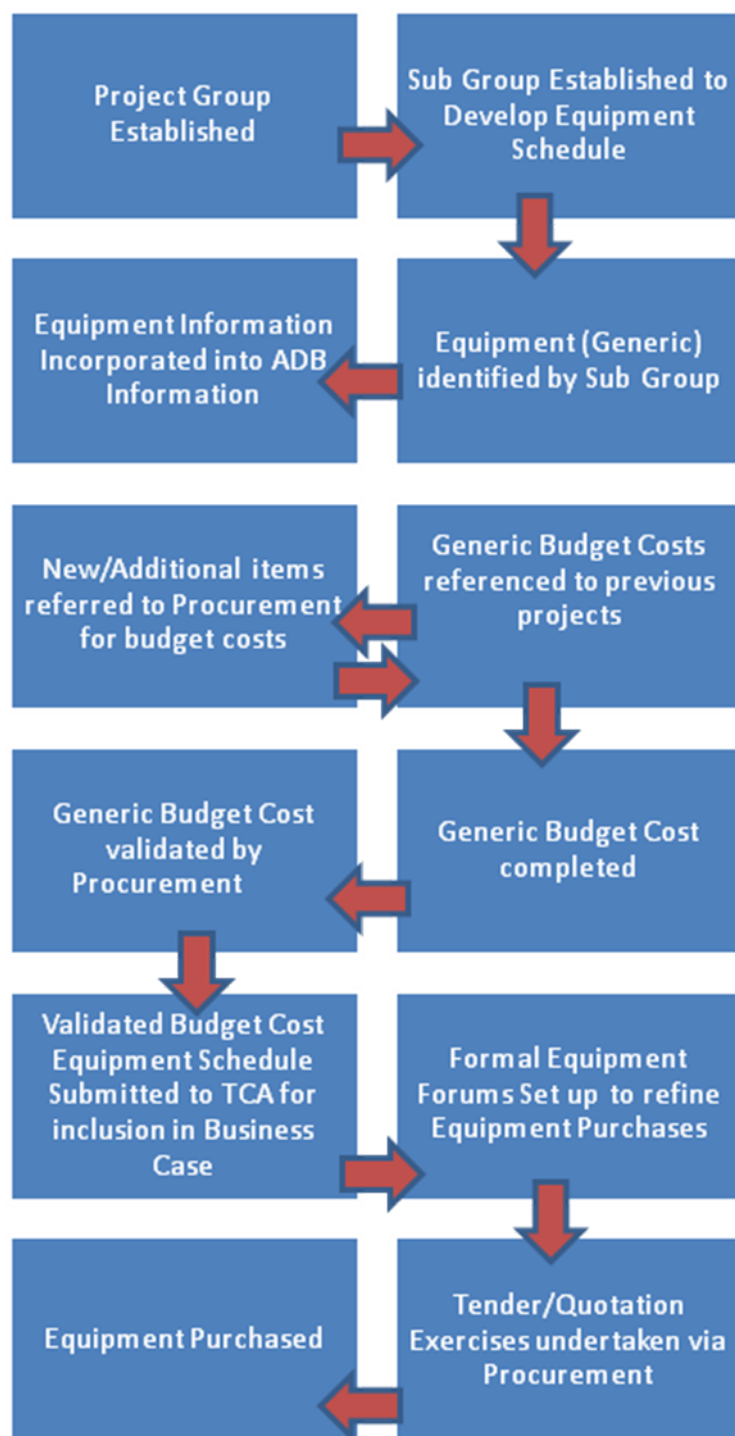 Project Group
Established
Sub Group Established to
Develop Equipment
Schedule
Equipment (Generic)
identified by Sub Group
Equipment Information
Incorporated into ADB
Information
Generic Budget Costs
referenced to previous
projects
New/Additional items
referred to Procurement
for budget costs
Generic Budget Cost
completed
Generic Budget Cost
validated by
Procurement
Validated Budget Cost
Equipment Schedule
Submitted to TCA for
inclusion in Business
Case
Formal Equipment
Forums Set up to refine
Equipment Purchases
Tender/Quotation
Exercises undertaken via
Procurement
Equipment Purchased